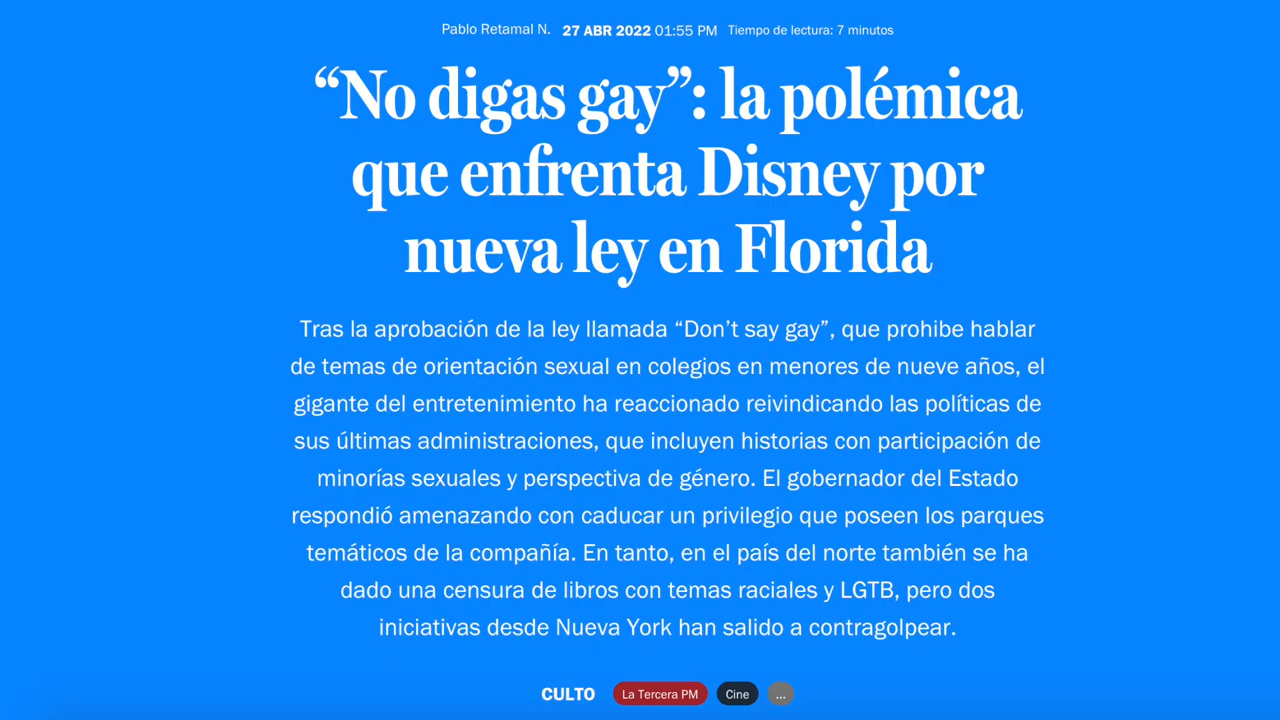 Pablo Retamal N. 27 ABR 2022 01:55 PM Tiempo de lectura: 7 minutos
“No digas gay”: la polémica
que enfrenta Disney por
nueva ley en Florida
Tras la aprobación de la ley llamada “Don’t say gay”, que prohibe hablar
de temas de orientación sexual en colegios en menores de nueve años, el
gigante del entretenimiento ha reaccionado reivindicando las políticas de
sus últimas administraciones, que incluyen historias con participación de
minorías sexuales y perspectiva de género. El gobernador del Estado
respondió amenazando con caducar un privilegio que poseen los parques
temáticos de la compañía. En tanto, en el país del norte también se ha
dado una censura de libros con temas raciales y LGTB, pero dos
iniciativas desde Nueva York han salido a contragolpear.
CULTO La Tercera PM Cine ...